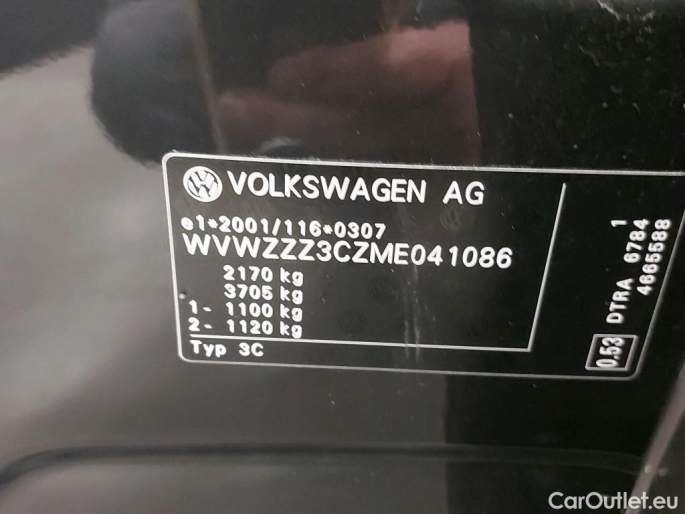 VOLKSWAGEN AG
e1*2001/116*0307
WVWZZZ3CZME041086
2170 kg
3705 kg
1- 1100 kg
2- 1120 kg
Typ 3C
0.53 DTRA 6784 1
4665588
CarOutlet.eu